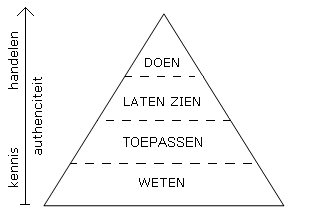 handelen
authenciteit
kennis
DOEN
LATEN ZIEN
TOEPASSEN
WETEN